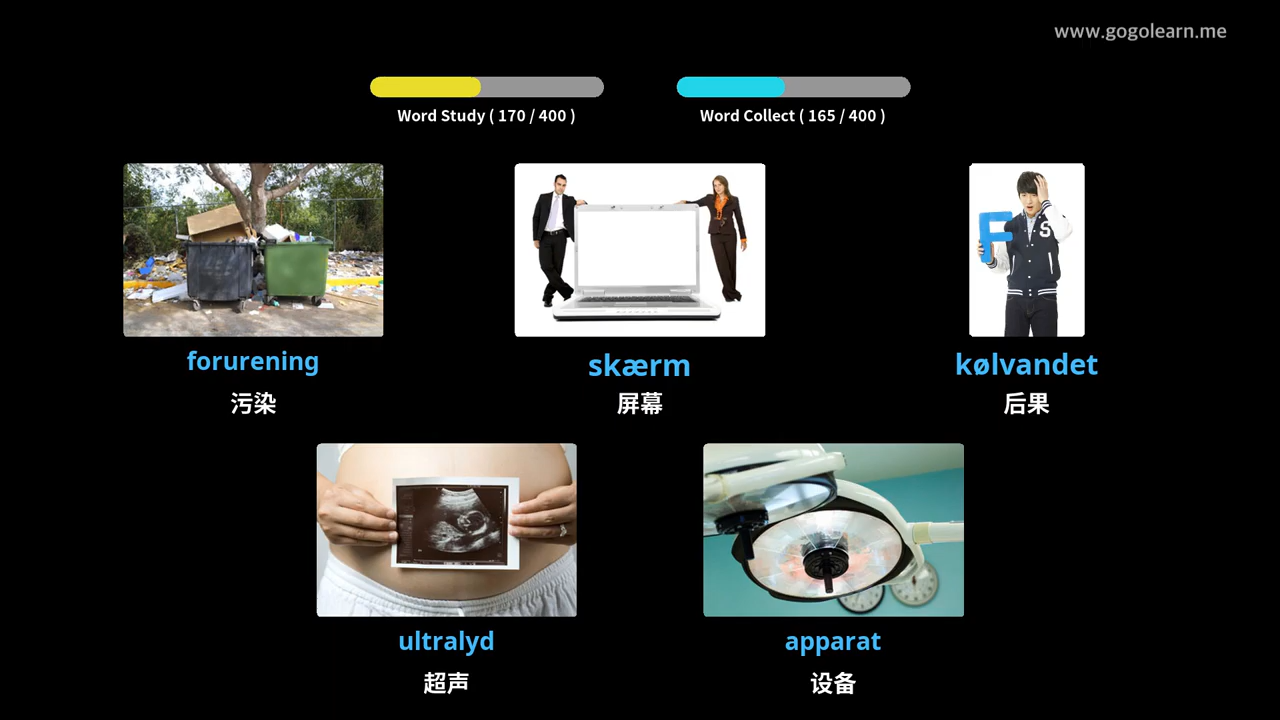 www.gogolearn.me
Word Study ( 170 / 400 )
Word Collect ( 165 / 400 )
F
S
forurening
污染
skærm
屏幕
kølvandet
后果
ultralyd
超声
apparat
设备